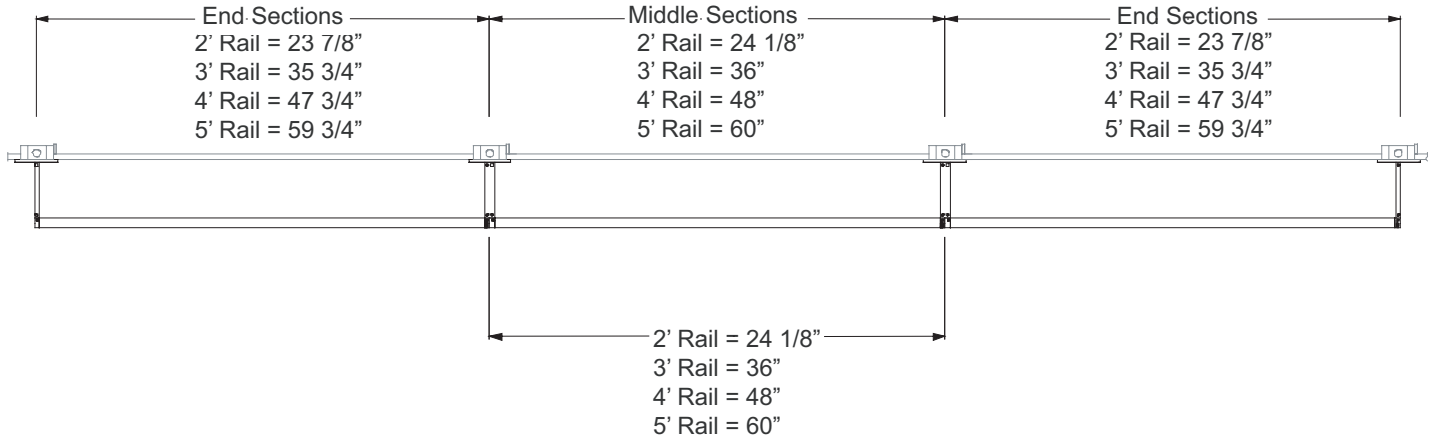 End Sections
2’ Rail = 23 7/8”
3’ Rail = 35 3/4”
4’ Rail = 47 3/4”
5’ Rail = 59 3/4”
Middle Sections
2’ Rail = 24 1/8”
3’ Rail = 36”
4’ Rail = 48”
5’ Rail = 60”
End Sections
2’ Rail = 23 7/8”
3’ Rail = 35 3/4”
4’ Rail = 47 3/4”
5’ Rail = 59 3/4”
2’ Rail = 24 1/8”
3’ Rail = 36”
4’ Rail = 48”
5’ Rail = 60”